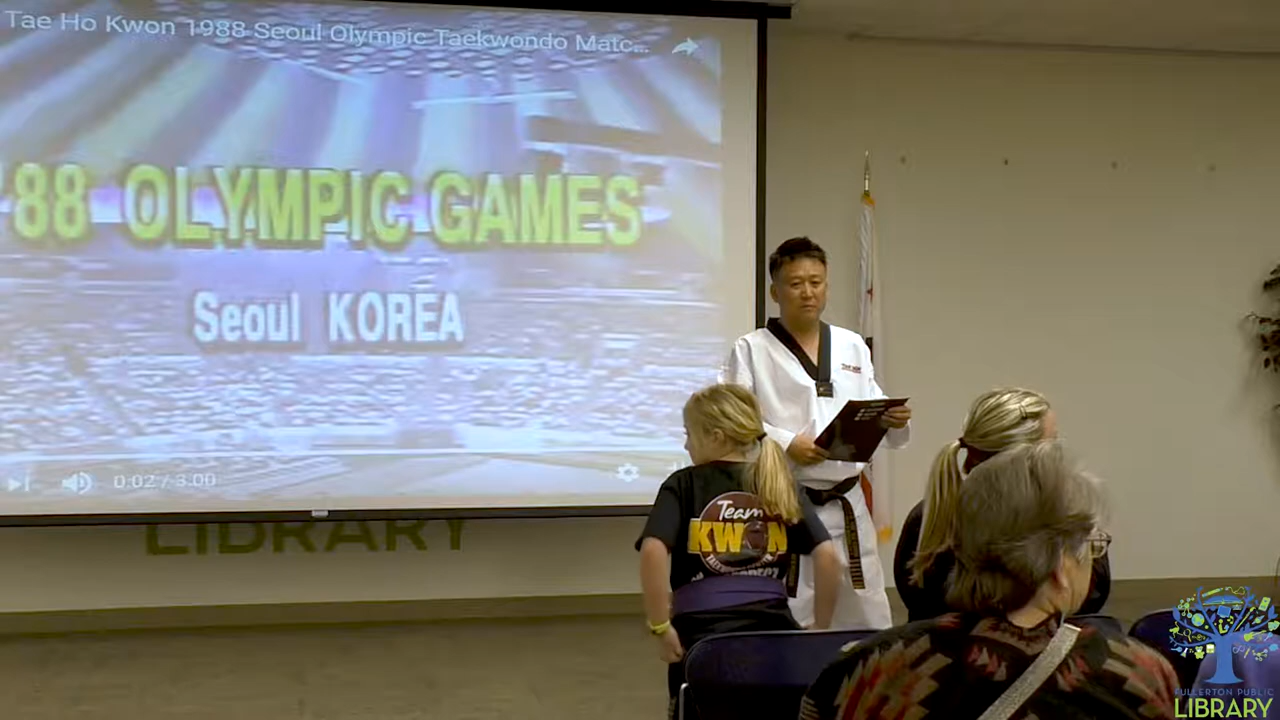 Tae Ho Kwon 1988 Seoul Olympic Taekwondo Matc...
'88 OLYMPIC GAMES
Seoul KOREA
0:02 / 3:00
LIBRARY
Team
KWON
FULLERTON PUBLIC
LIBRARY